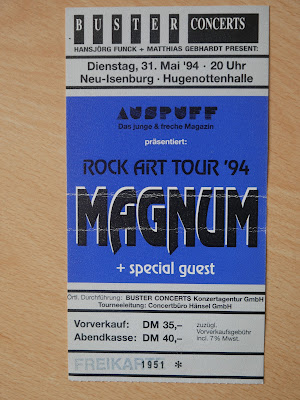 BUSTER CONCERTS
HANSJÖRG FUNCK + MATTHIAS GEBHARDT PRESENT:
Dienstag, 31. Mai '94 · 20 Uhr
Neu-Isenburg · Hugenottenhalle
AUSPUFF
Das junge & freche Magazin
präsentiert:
ROCK ART TOUR '94
MAGNUM
+ special guest
Örtl. Durchführung: BUSTER CONCERTS Konzertagentur GmbH
Tourneeleitung: Concertbüro Hänsel GmbH
Vorverkauf: DM 35,– zuzügl. Vorverkaufsgebühr
Abendkasse: DM 40,– incl. 7% Mwst.
FREIKARTE 1951 *